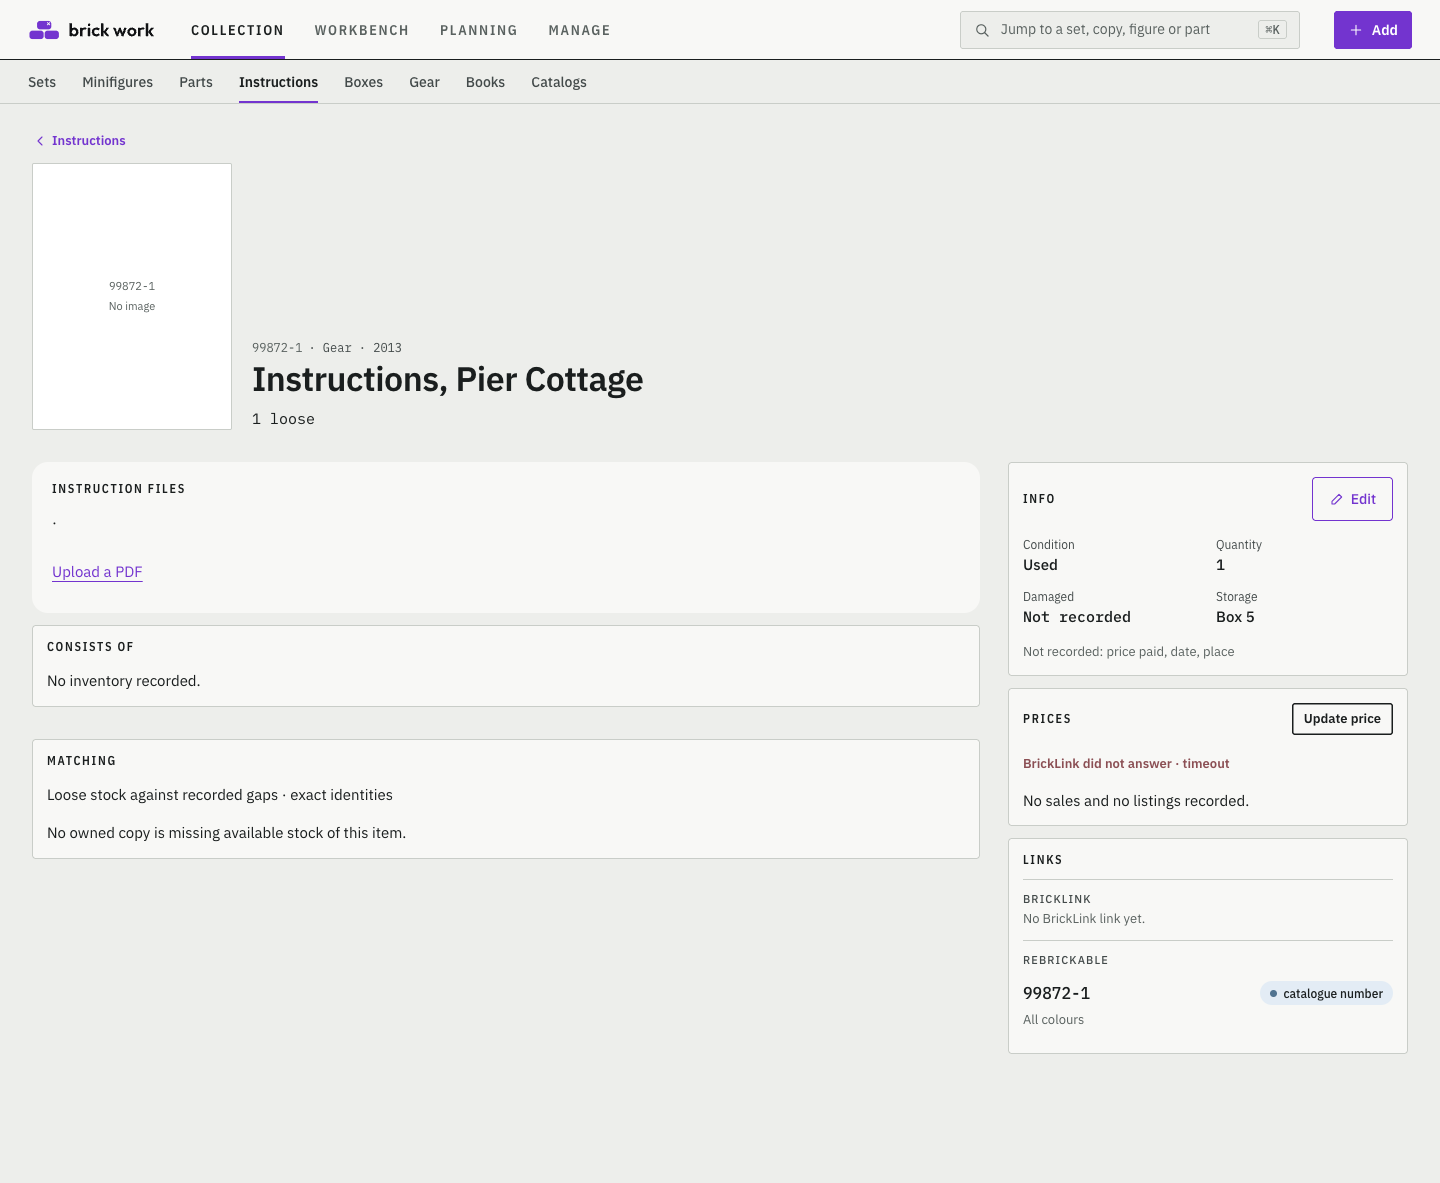 brick work
COLLECTION
WORKBENCH
PLANNING
MANAGE
Jump to a set, copy, figure or part
⌘K
Add
Sets
Minifigures
Parts
Instructions
Boxes
Gear
Books
Catalogs
Instructions
99872-1
No image
99872-1 · Gear · 2013
Instructions, Pier Cottage
1 loose
INSTRUCTION FILES
.
Upload a PDF
CONSISTS OF
No inventory recorded.
MATCHING
Loose stock against recorded gaps · exact identities
No owned copy is missing available stock of this item.
INFO
Edit
Condition
Used
Quantity
1
Damaged
Not recorded
Storage
Box 5
Not recorded: price paid, date, place
PRICES
Update price
BrickLink did not answer · timeout
No sales and no listings recorded.
LINKS
BRICKLINK
No BrickLink link yet.
REBRICKABLE
99872-1
catalogue number
All colours